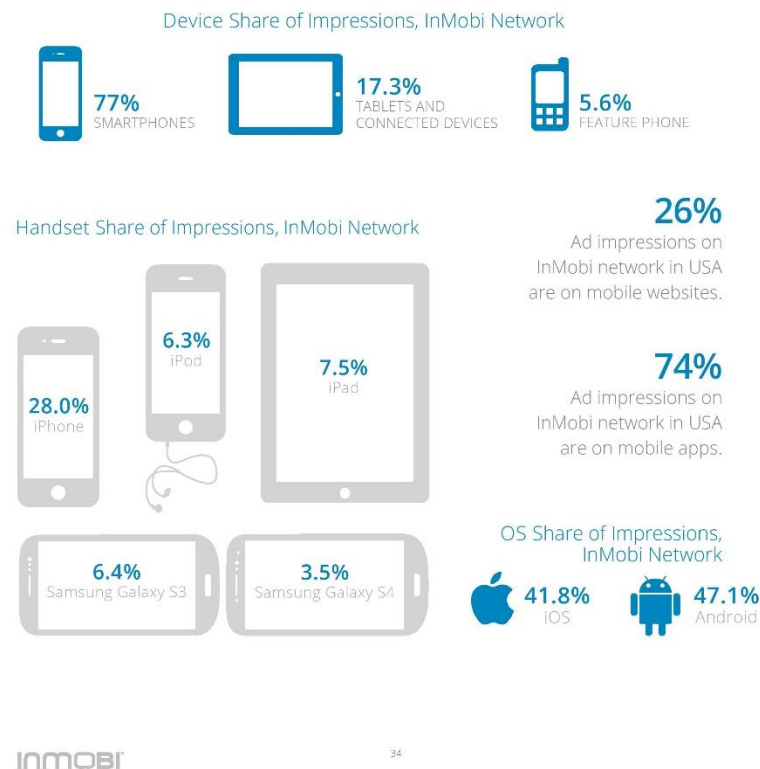 Device Share of Impressions, InMobi Network
77%
SMARTPHONES
17.3%
TABLETS AND
CONNECTED DEVICES
5.6%
FEATURE PHONE
Handset Share of Impressions, InMobi Network
28.0%
iPhone
6.3%
iPod
7.5%
iPad
6.4%
Samsung Galaxy S3
3.5%
Samsung Galaxy S4
26%
Ad impressions on
InMobi network in USA
are on mobile websites.
74%
Ad impressions on
InMobi network in USA
are on mobile apps.
OS Share of Impressions,
InMobi Network
41.8%
iOS
47.1%
Android
INMOBI
34